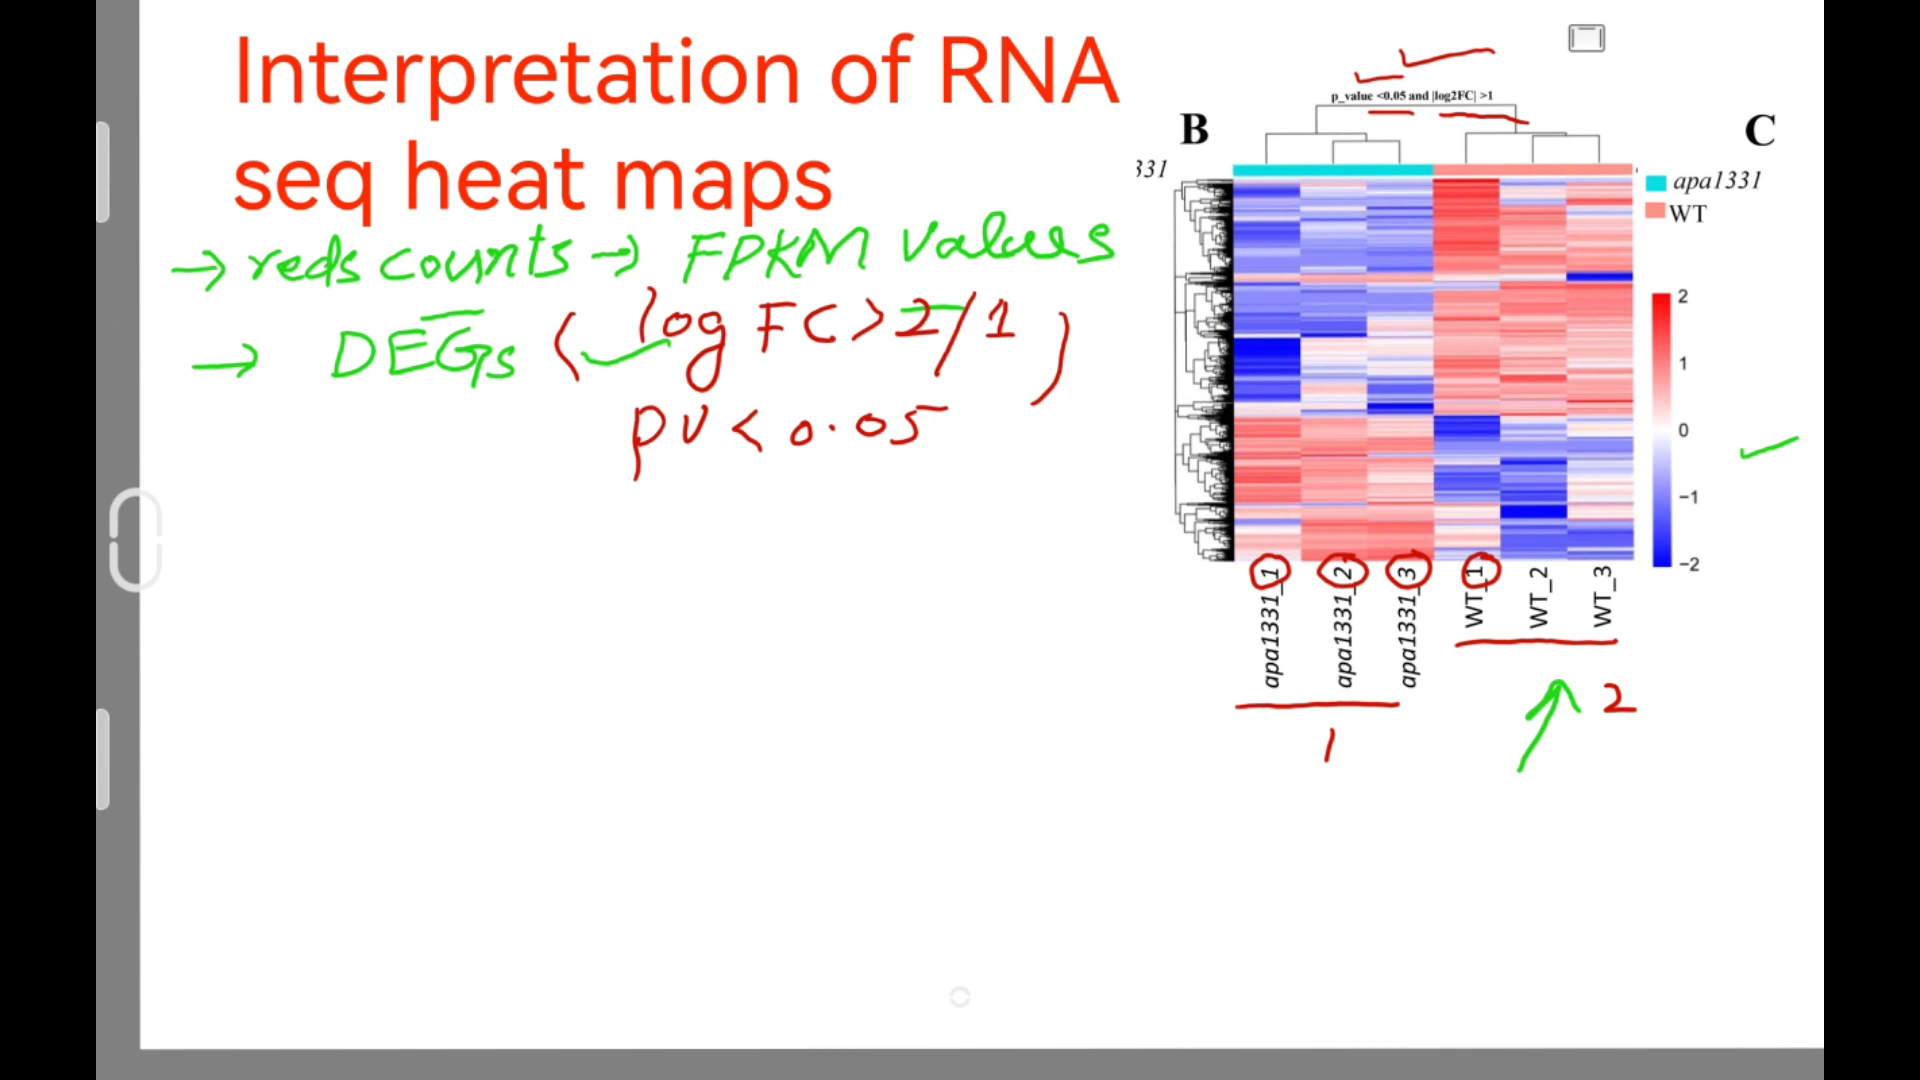 Interpretation of RNA
seq heat maps
→ reds counts → FPKM values
→ DEGs ( log FC > 2/1 )
pv < 0.05
p_value <0.05 and |log2FC| >1
B
C
331
apa1331
WT
2
1
0
−1
−2
apa1331_1
apa1331_2
apa1331_3
WT_1
WT_2
WT_3
1
2